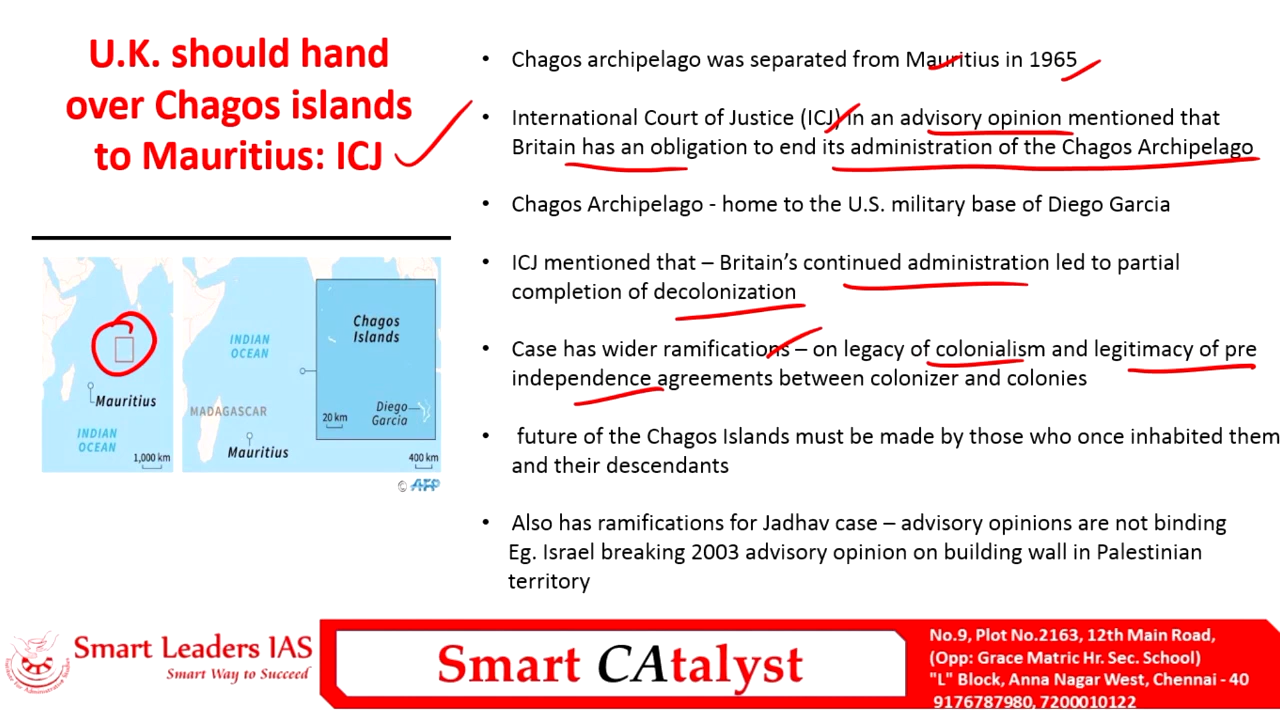 U.K. should hand
over Chagos islands
to Mauritius: ICJ
• Chagos archipelago was separated from Mauritius in 1965
• International Court of Justice (ICJ) in an advisory opinion mentioned that
Britain has an obligation to end its administration of the Chagos Archipelago
• Chagos Archipelago - home to the U.S. military base of Diego Garcia
• ICJ mentioned that – Britain’s continued administration led to partial
completion of decolonization
• Case has wider ramifications – on legacy of colonialism and legitimacy of pre
independence agreements between colonizer and colonies
• future of the Chagos Islands must be made by those who once inhabited them
and their descendants
• Also has ramifications for Jadhav case – advisory opinions are not binding
Eg. Israel breaking 2003 advisory opinion on building wall in Palestinian
territory
Mauritius
INDIAN
OCEAN
1,000 km
INDIAN
OCEAN
MADAGASCAR
Mauritius
Chagos
Islands
Diego
Garcia
20 km
400 km
© AFP
Smart Leaders IAS
Smart Way to Succeed
Smart CAtalyst
No.9, Plot No.2163, 12th Main Road,
(Opp: Grace Matric Hr. Sec. School)
"L" Block, Anna Nagar West, Chennai - 40
9176787980, 7200010122